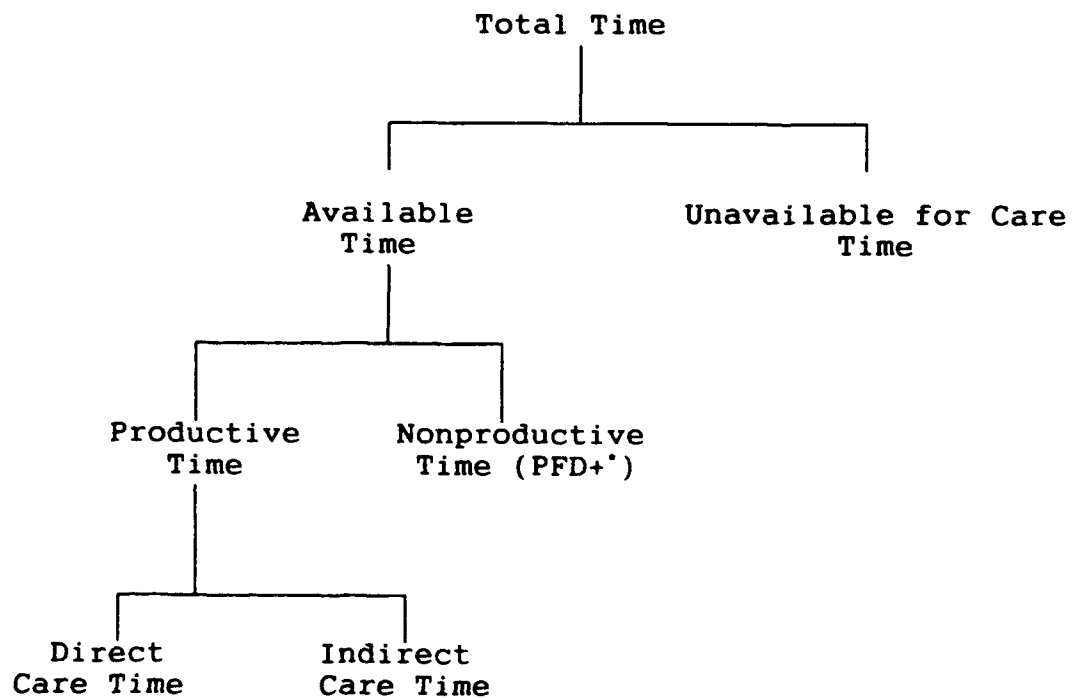 Total Time
Available
Time
Unavailable for Care
Time
Productive
Time
Nonproductive
Time (PFD+*)
Direct
Care Time
Indirect
Care Time